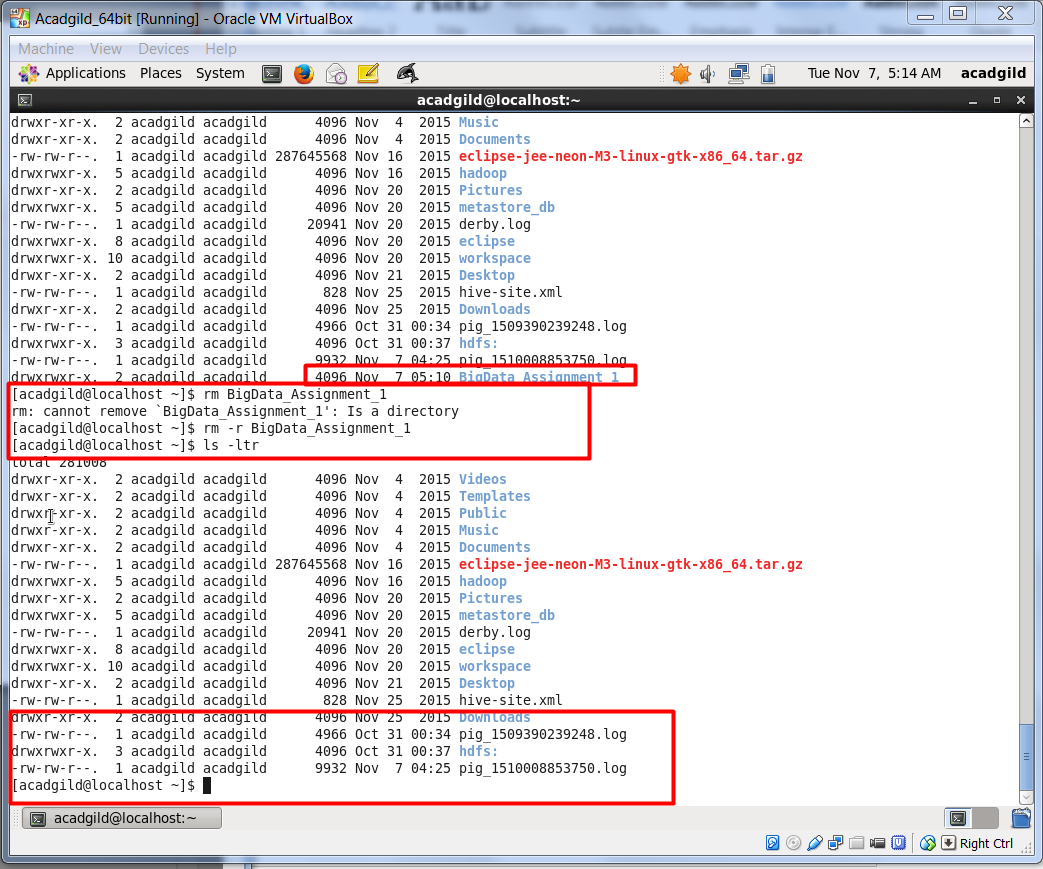 Acadgild_64bit [Running] - Oracle VM VirtualBox
Machine View Devices Help
Applications Places System Tue Nov 7, 5:14 AM acadgild
acadgild@localhost:~
drwxr-xr-x. 2 acadgild acadgild 4096 Nov 4 2015 Music
drwxr-xr-x. 2 acadgild acadgild 4096 Nov 4 2015 Documents
-rw-rw-r--. 1 acadgild acadgild 287645568 Nov 16 2015 eclipse-jee-neon-M3-linux-gtk-x86_64.tar.gz
drwxrwxr-x. 5 acadgild acadgild 4096 Nov 16 2015 hadoop
drwxr-xr-x. 2 acadgild acadgild 4096 Nov 20 2015 Pictures
drwxrwxr-x. 5 acadgild acadgild 4096 Nov 20 2015 metastore_db
-rw-rw-r--. 1 acadgild acadgild 20941 Nov 20 2015 derby.log
drwxrwxr-x. 8 acadgild acadgild 4096 Nov 20 2015 eclipse
drwxrwxr-x. 10 acadgild acadgild 4096 Nov 20 2015 workspace
drwxr-xr-x. 2 acadgild acadgild 4096 Nov 21 2015 Desktop
-rw-rw-r--. 1 acadgild acadgild 828 Nov 25 2015 hive-site.xml
drwxr-xr-x. 2 acadgild acadgild 4096 Nov 25 2015 Downloads
-rw-rw-r--. 1 acadgild acadgild 4966 Oct 31 00:34 pig_1509390239248.log
drwxrwxr-x. 3 acadgild acadgild 4096 Oct 31 00:37 hdfs:
-rw-rw-r--. 1 acadgild acadgild 9932 Nov 7 04:25 pig_1510008853750.log
drwxrwxr-x. 2 acadgild acadgild 4096 Nov 7 05:10 BigData_Assignment_1
[acadgild@localhost ~]$ rm BigData_Assignment_1
rm: cannot remove `BigData_Assignment_1': Is a directory
[acadgild@localhost ~]$ rm -r BigData_Assignment_1
[acadgild@localhost ~]$ ls -ltr
total 281008
drwxr-xr-x. 2 acadgild acadgild 4096 Nov 4 2015 Videos
drwxr-xr-x. 2 acadgild acadgild 4096 Nov 4 2015 Templates
drwxr-xr-x. 2 acadgild acadgild 4096 Nov 4 2015 Public
drwxr-xr-x. 2 acadgild acadgild 4096 Nov 4 2015 Music
drwxr-xr-x. 2 acadgild acadgild 4096 Nov 4 2015 Documents
-rw-rw-r--. 1 acadgild acadgild 287645568 Nov 16 2015 eclipse-jee-neon-M3-linux-gtk-x86_64.tar.gz
drwxrwxr-x. 5 acadgild acadgild 4096 Nov 16 2015 hadoop
drwxr-xr-x. 2 acadgild acadgild 4096 Nov 20 2015 Pictures
drwxrwxr-x. 5 acadgild acadgild 4096 Nov 20 2015 metastore_db
-rw-rw-r--. 1 acadgild acadgild 20941 Nov 20 2015 derby.log
drwxrwxr-x. 8 acadgild acadgild 4096 Nov 20 2015 eclipse
drwxrwxr-x. 10 acadgild acadgild 4096 Nov 20 2015 workspace
drwxr-xr-x. 2 acadgild acadgild 4096 Nov 21 2015 Desktop
-rw-rw-r--. 1 acadgild acadgild 828 Nov 25 2015 hive-site.xml
drwxr-xr-x. 2 acadgild acadgild 4096 Nov 25 2015 Downloads
-rw-rw-r--. 1 acadgild acadgild 4966 Oct 31 00:34 pig_1509390239248.log
drwxrwxr-x. 3 acadgild acadgild 4096 Oct 31 00:37 hdfs:
-rw-rw-r--. 1 acadgild acadgild 9932 Nov 7 04:25 pig_1510008853750.log
[acadgild@localhost ~]$
acadgild@localhost:~
Right Ctrl